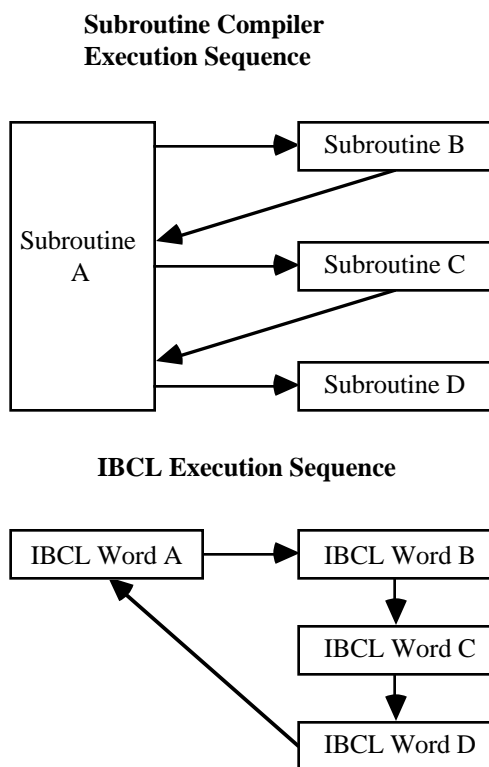 Subroutine Compiler
Execution Sequence
Subroutine B
Subroutine
A
Subroutine C
Subroutine D
IBCL Execution Sequence
IBCL Word A
IBCL Word B
IBCL Word C
IBCL Word D